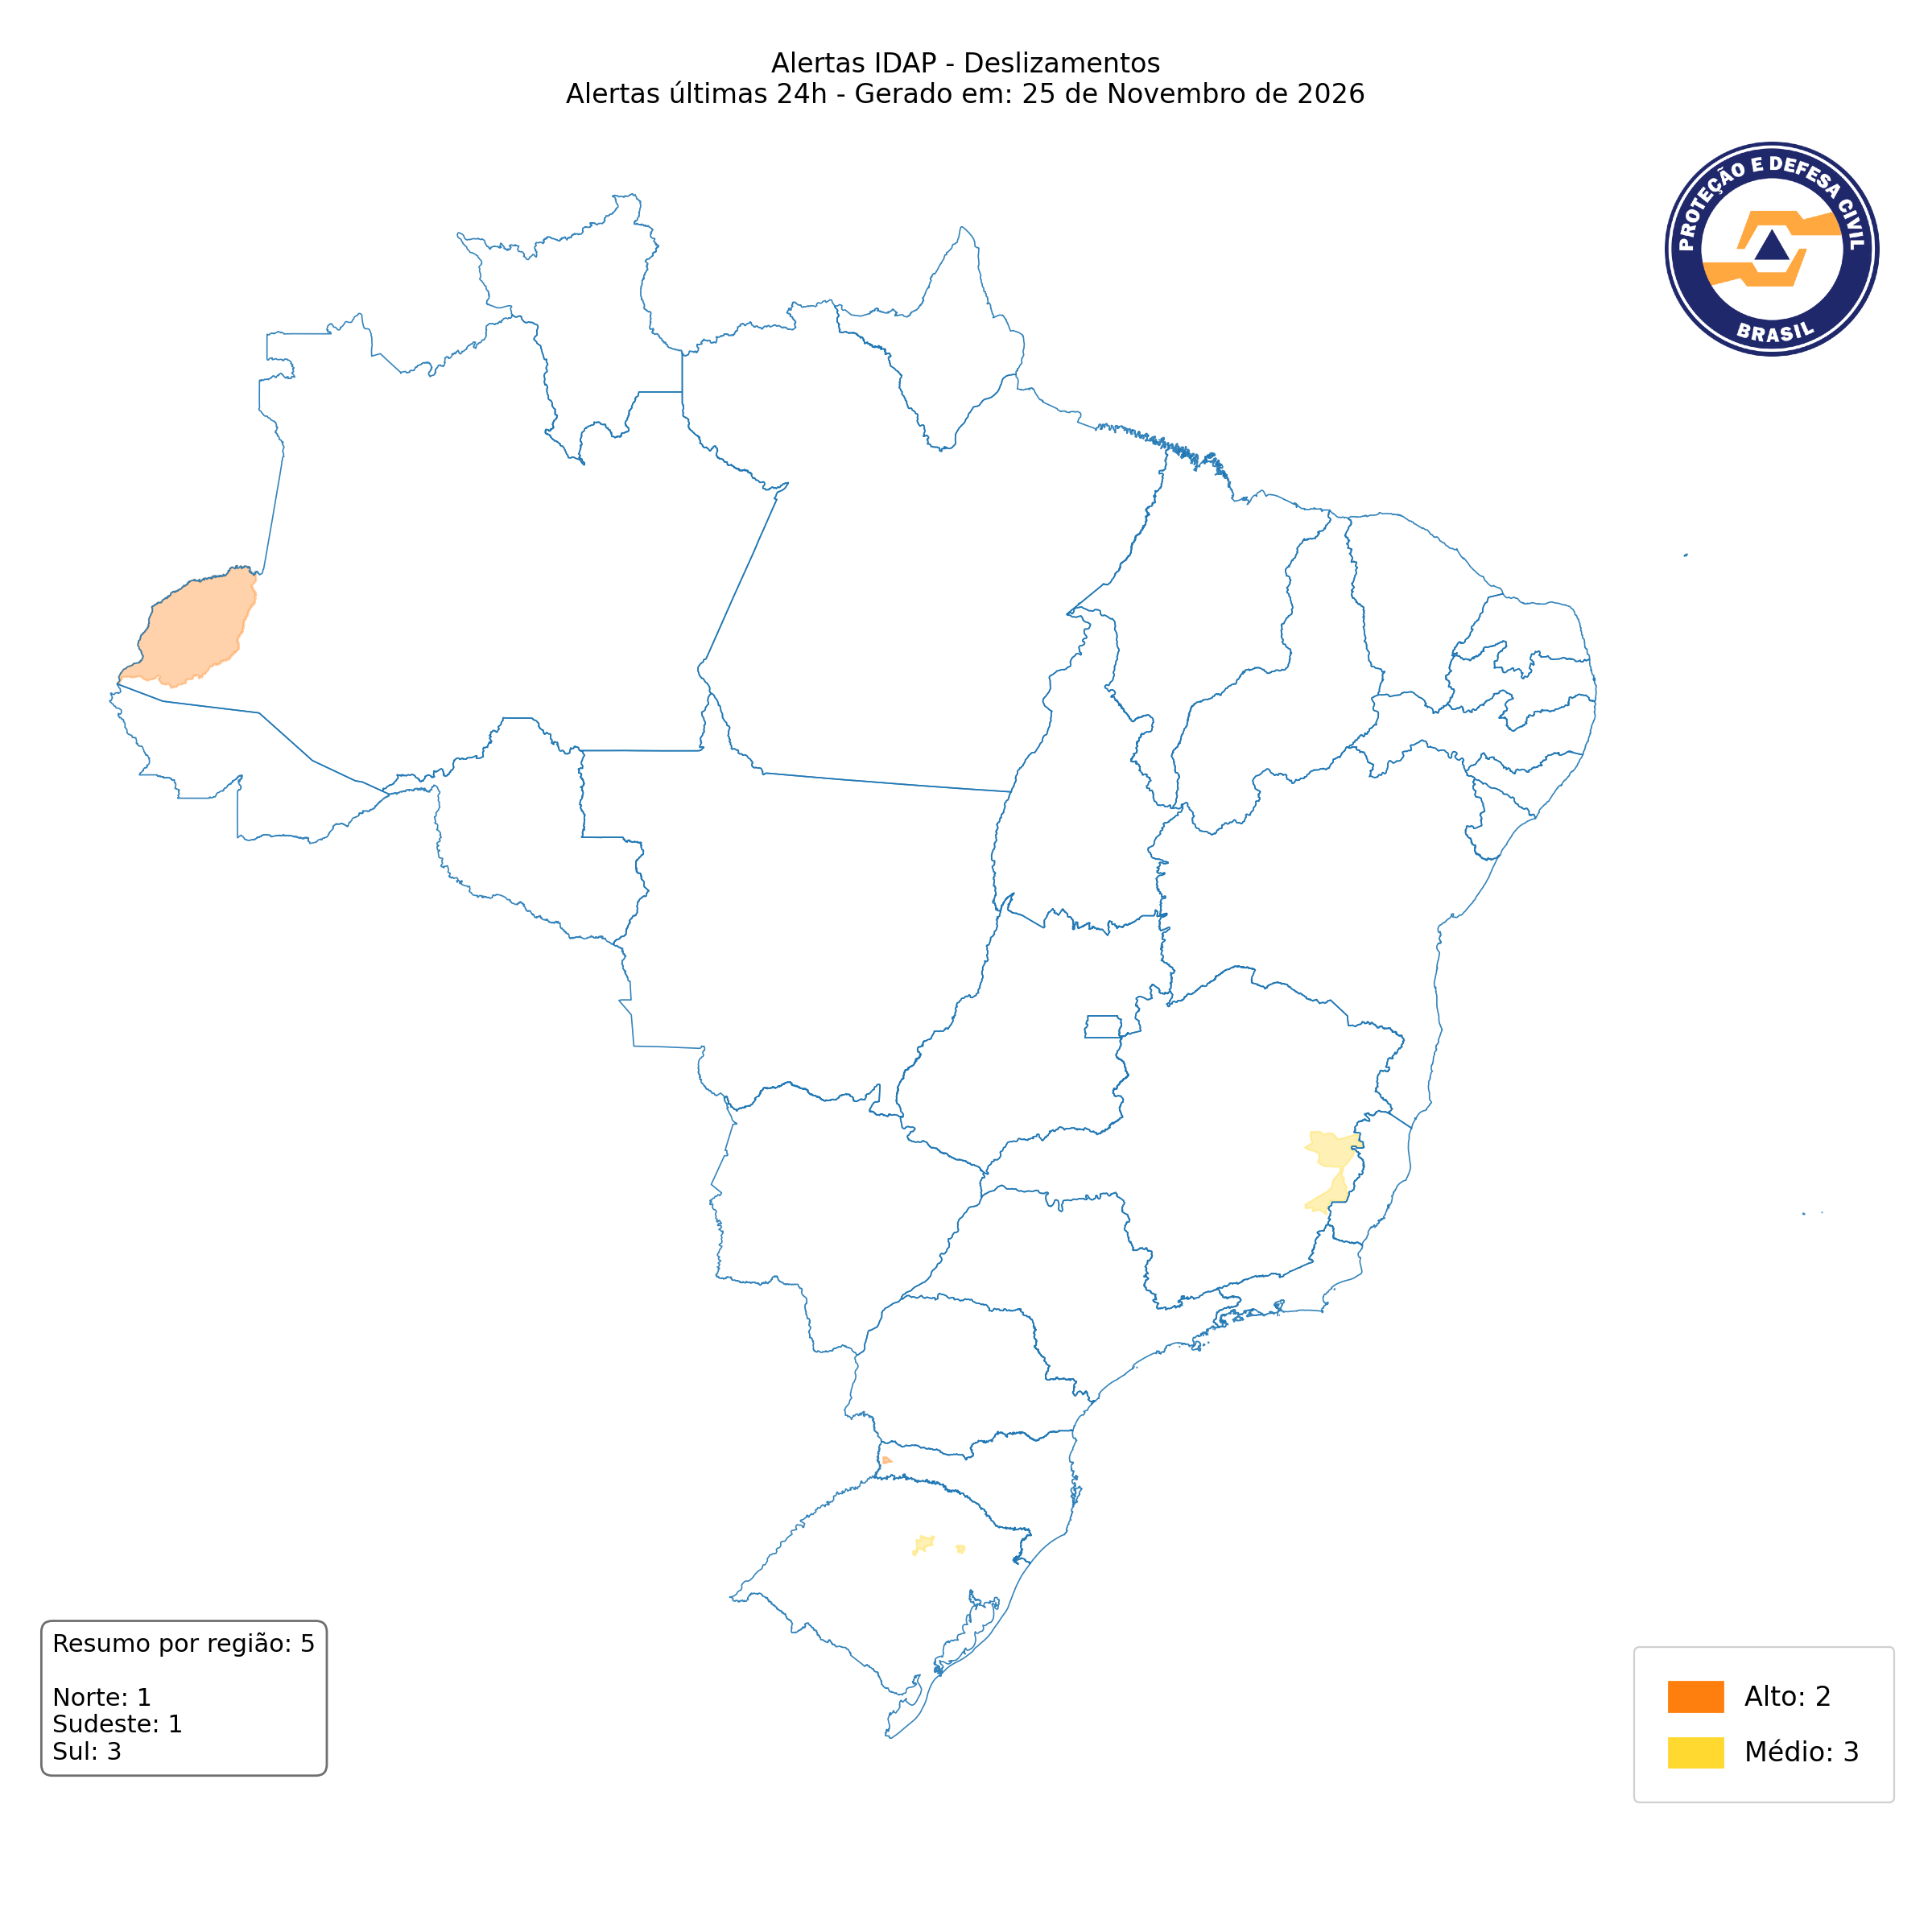 Alertas IDAP - Deslizamentos
Alertas últimas 24h - Gerado em: 25 de Novembro de 2026
PROTEÇÃO E DEFESA CIVIL
BRASIL
Resumo por região: 5
Norte: 1
Sudeste: 1
Sul: 3
Alto: 2
Médio: 3